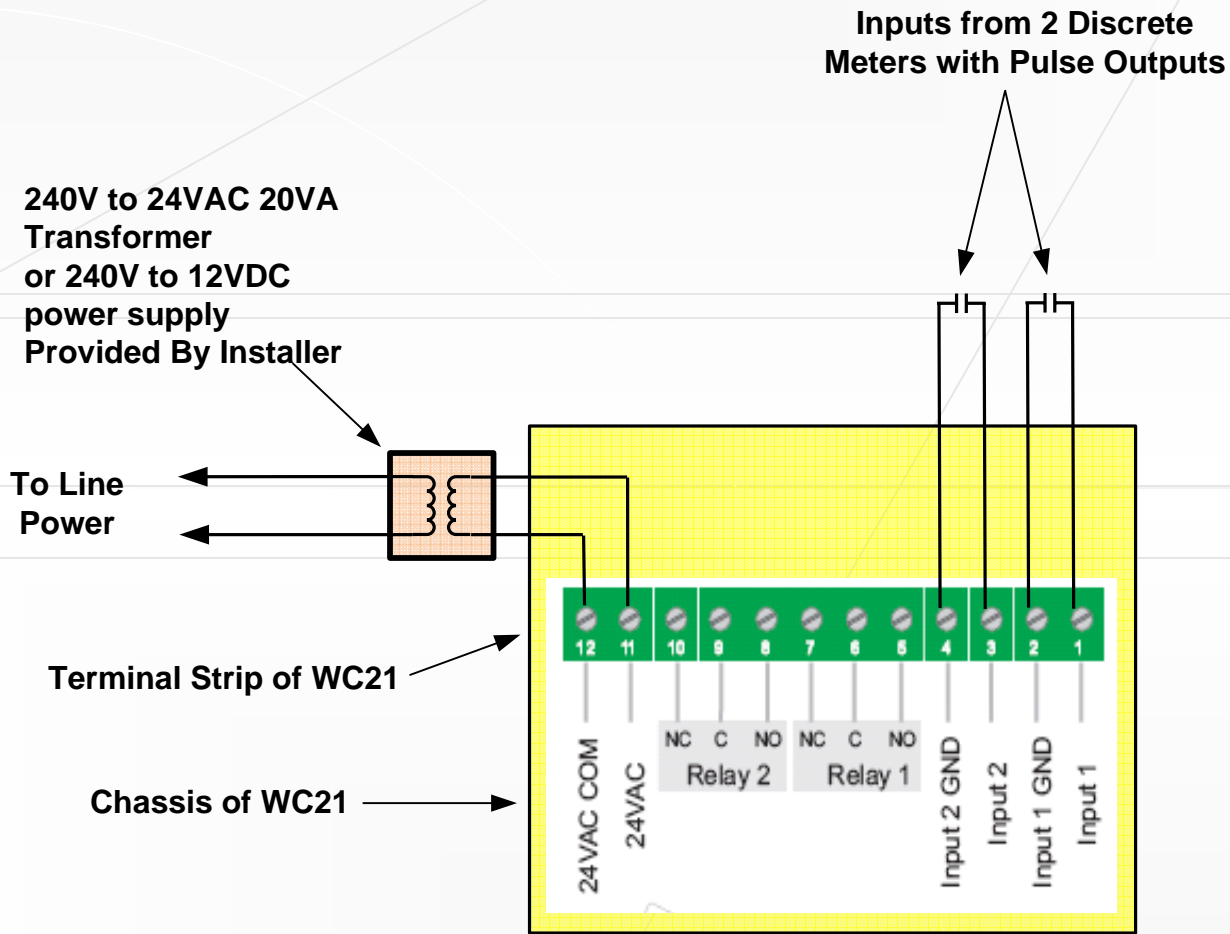 Inputs from 2 Discrete
Meters with Pulse Outputs
240V to 24VAC 20VA
Transformer
or 240V to 12VDC
power supply
Provided By Installer
To Line
Power
Terminal Strip of WC21
Chassis of WC21
12 11 10 9 8 7 6 5 4 3 2 1
NC C NO NC C NO
Relay 2 Relay 1
24VAC COM
24VAC
Input 2 GND
Input 2
Input 1 GND
Input 1